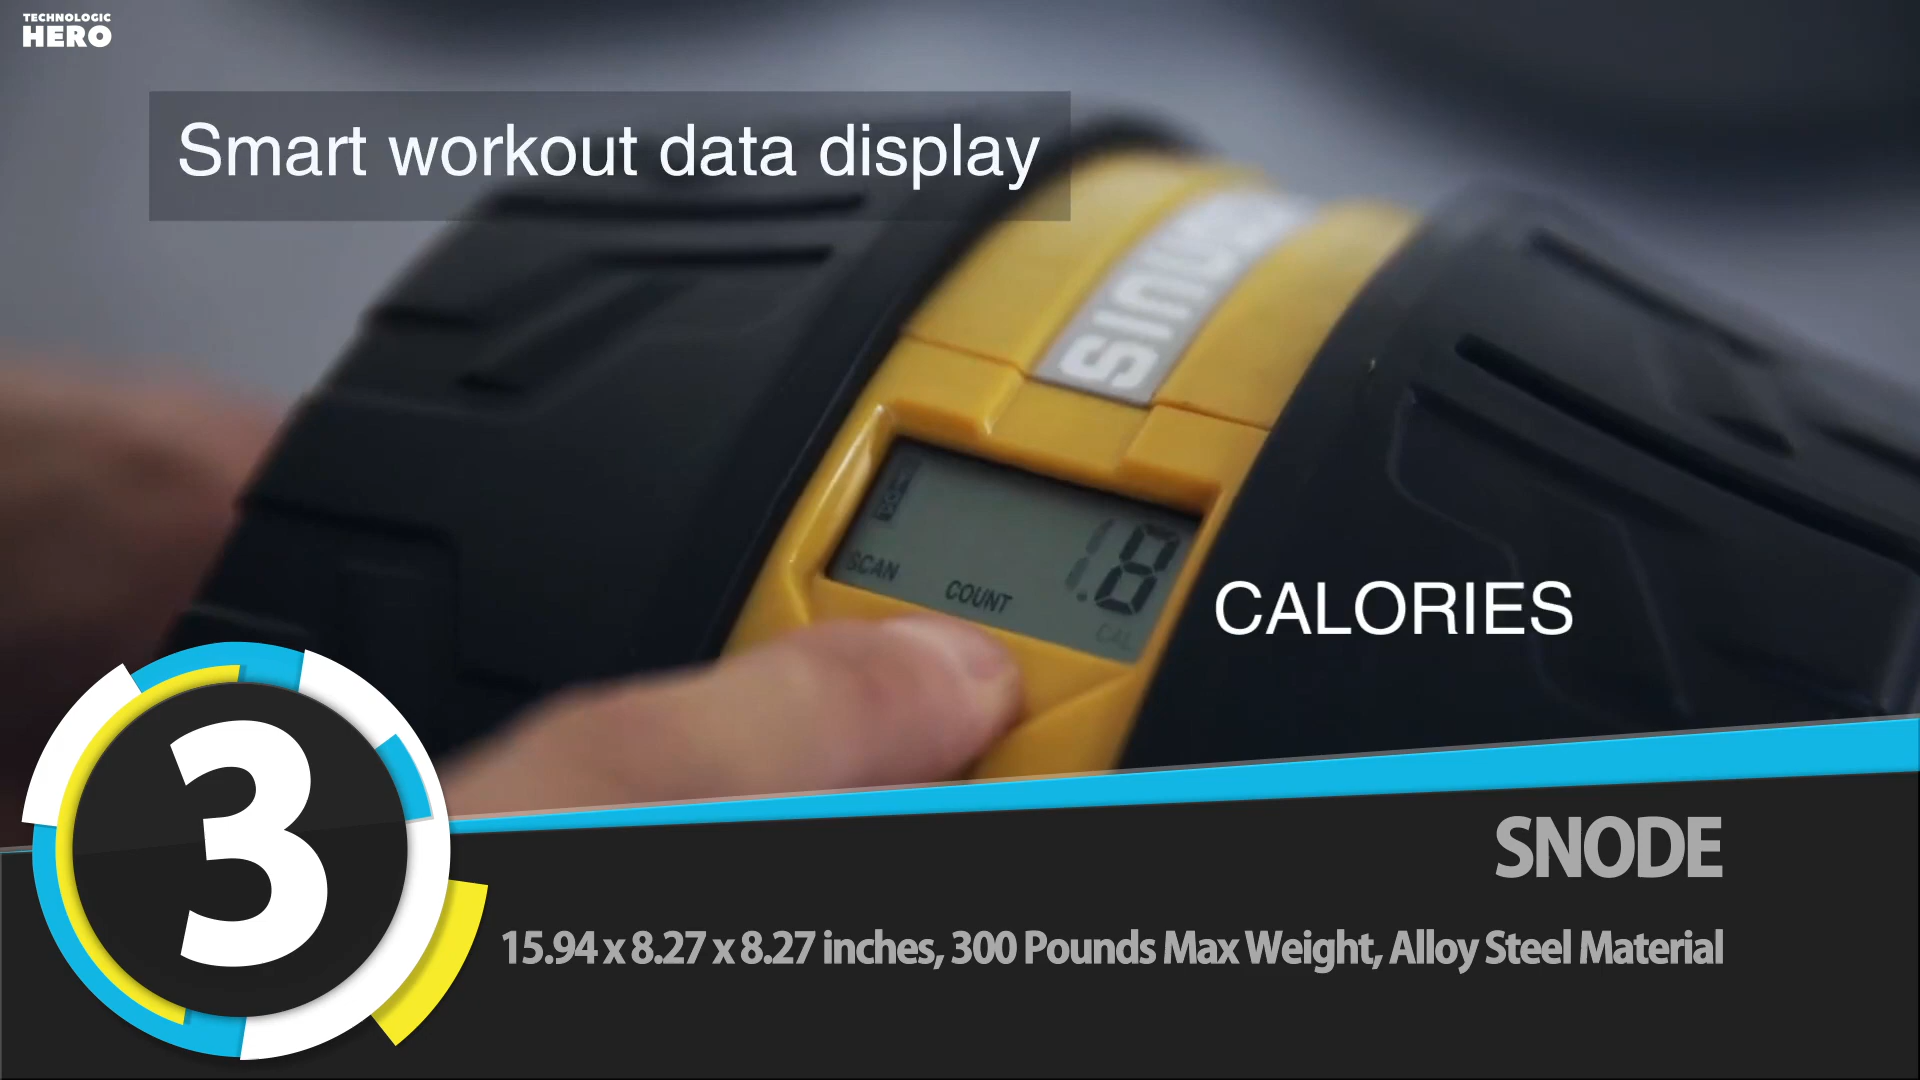 TECHNOLOGIC
HERO
Smart workout data display
SCAN
COUNT
1.8
CAL
CALORIES
3
SNODE
15.94 x 8.27 x 8.27 inches, 300 Pounds Max Weight, Alloy Steel Material